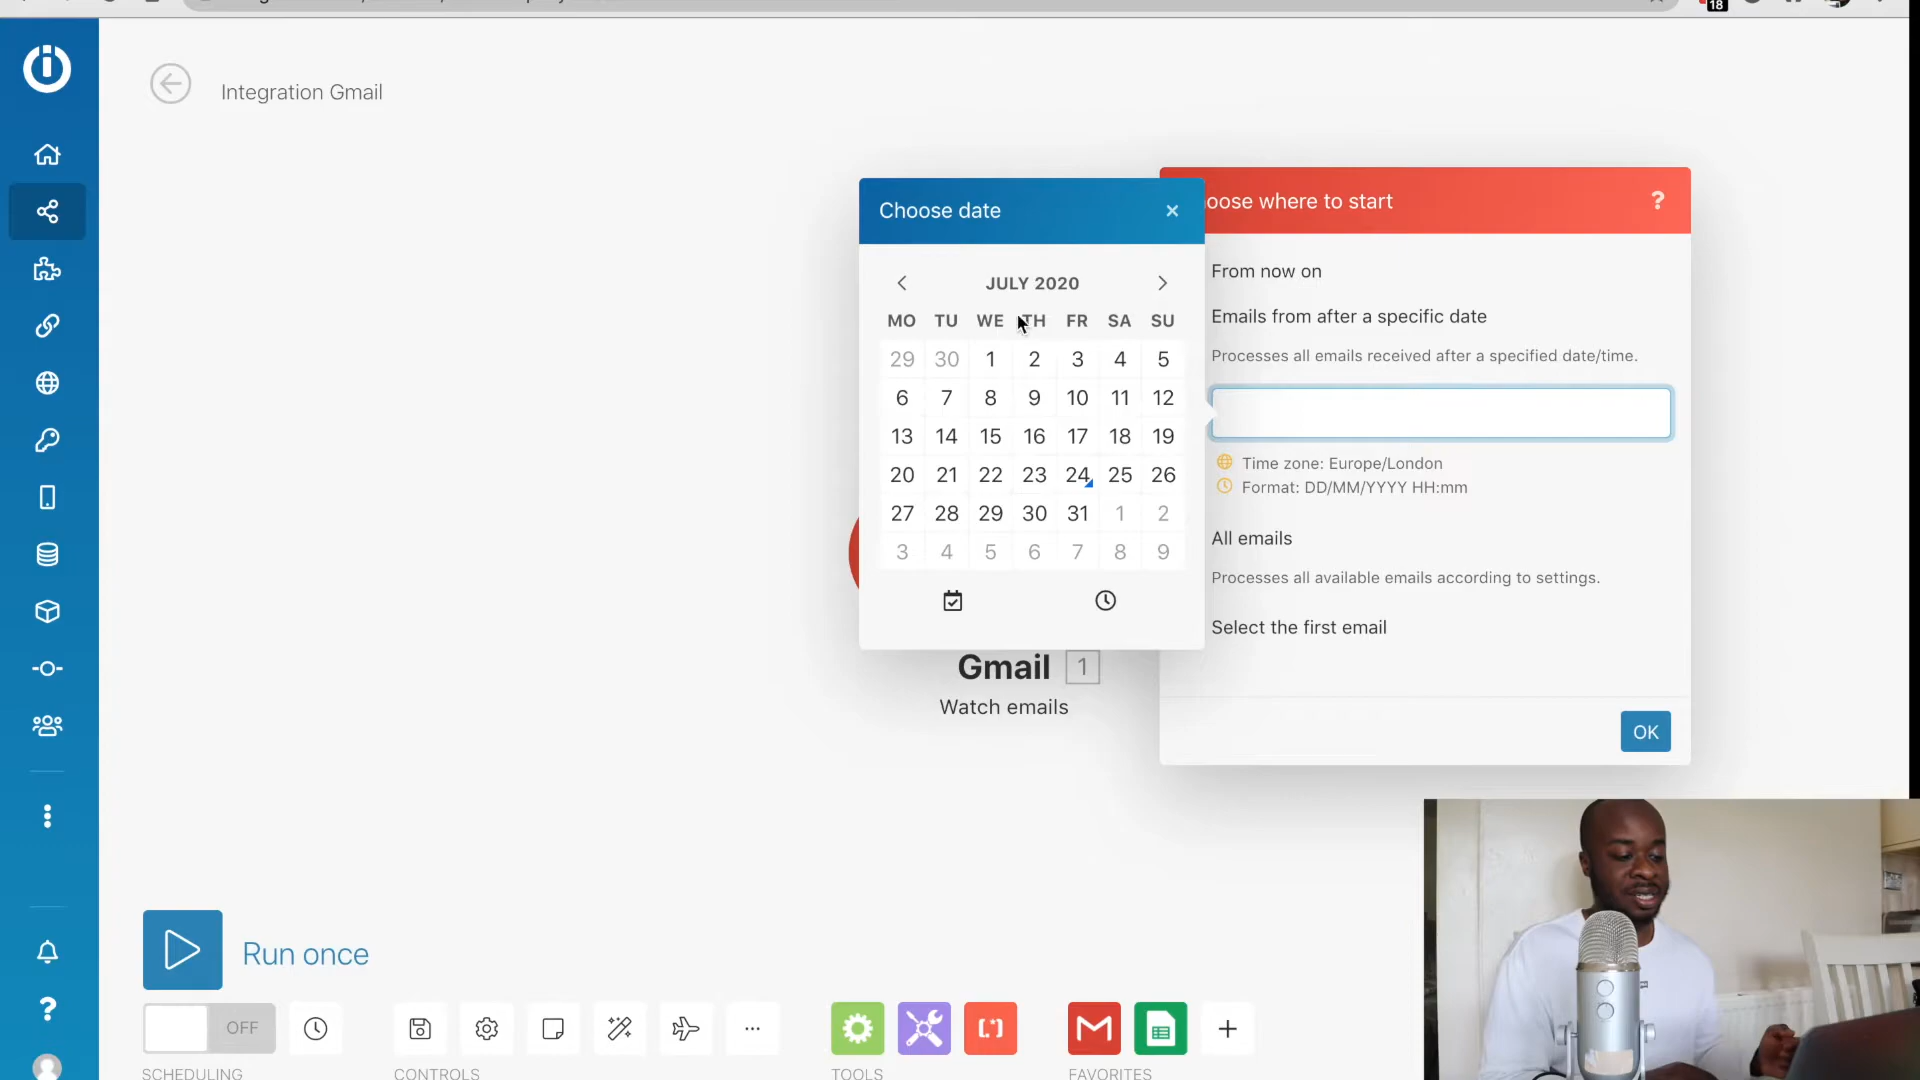 18
Integration Gmail
Choose date
×
oose where to start
?
JULY 2020
MO TU WE TH FR SA SU
29 30 1 2 3 4 5
6 7 8 9 10 11 12
13 14 15 16 17 18 19
20 21 22 23 24 25 26
27 28 29 30 31 1 2
3 4 5 6 7 8 9
From now on
Emails from after a specific date
Processes all emails received after a specified date/time.
Time zone: Europe/London
Format: DD/MM/YYYY HH:mm
All emails
Processes all available emails according to settings.
Select the first email
OK
Gmail 1
Watch emails
Run once
OFF
SCHEDULING
CONTROLS
TOOLS
FAVORITES